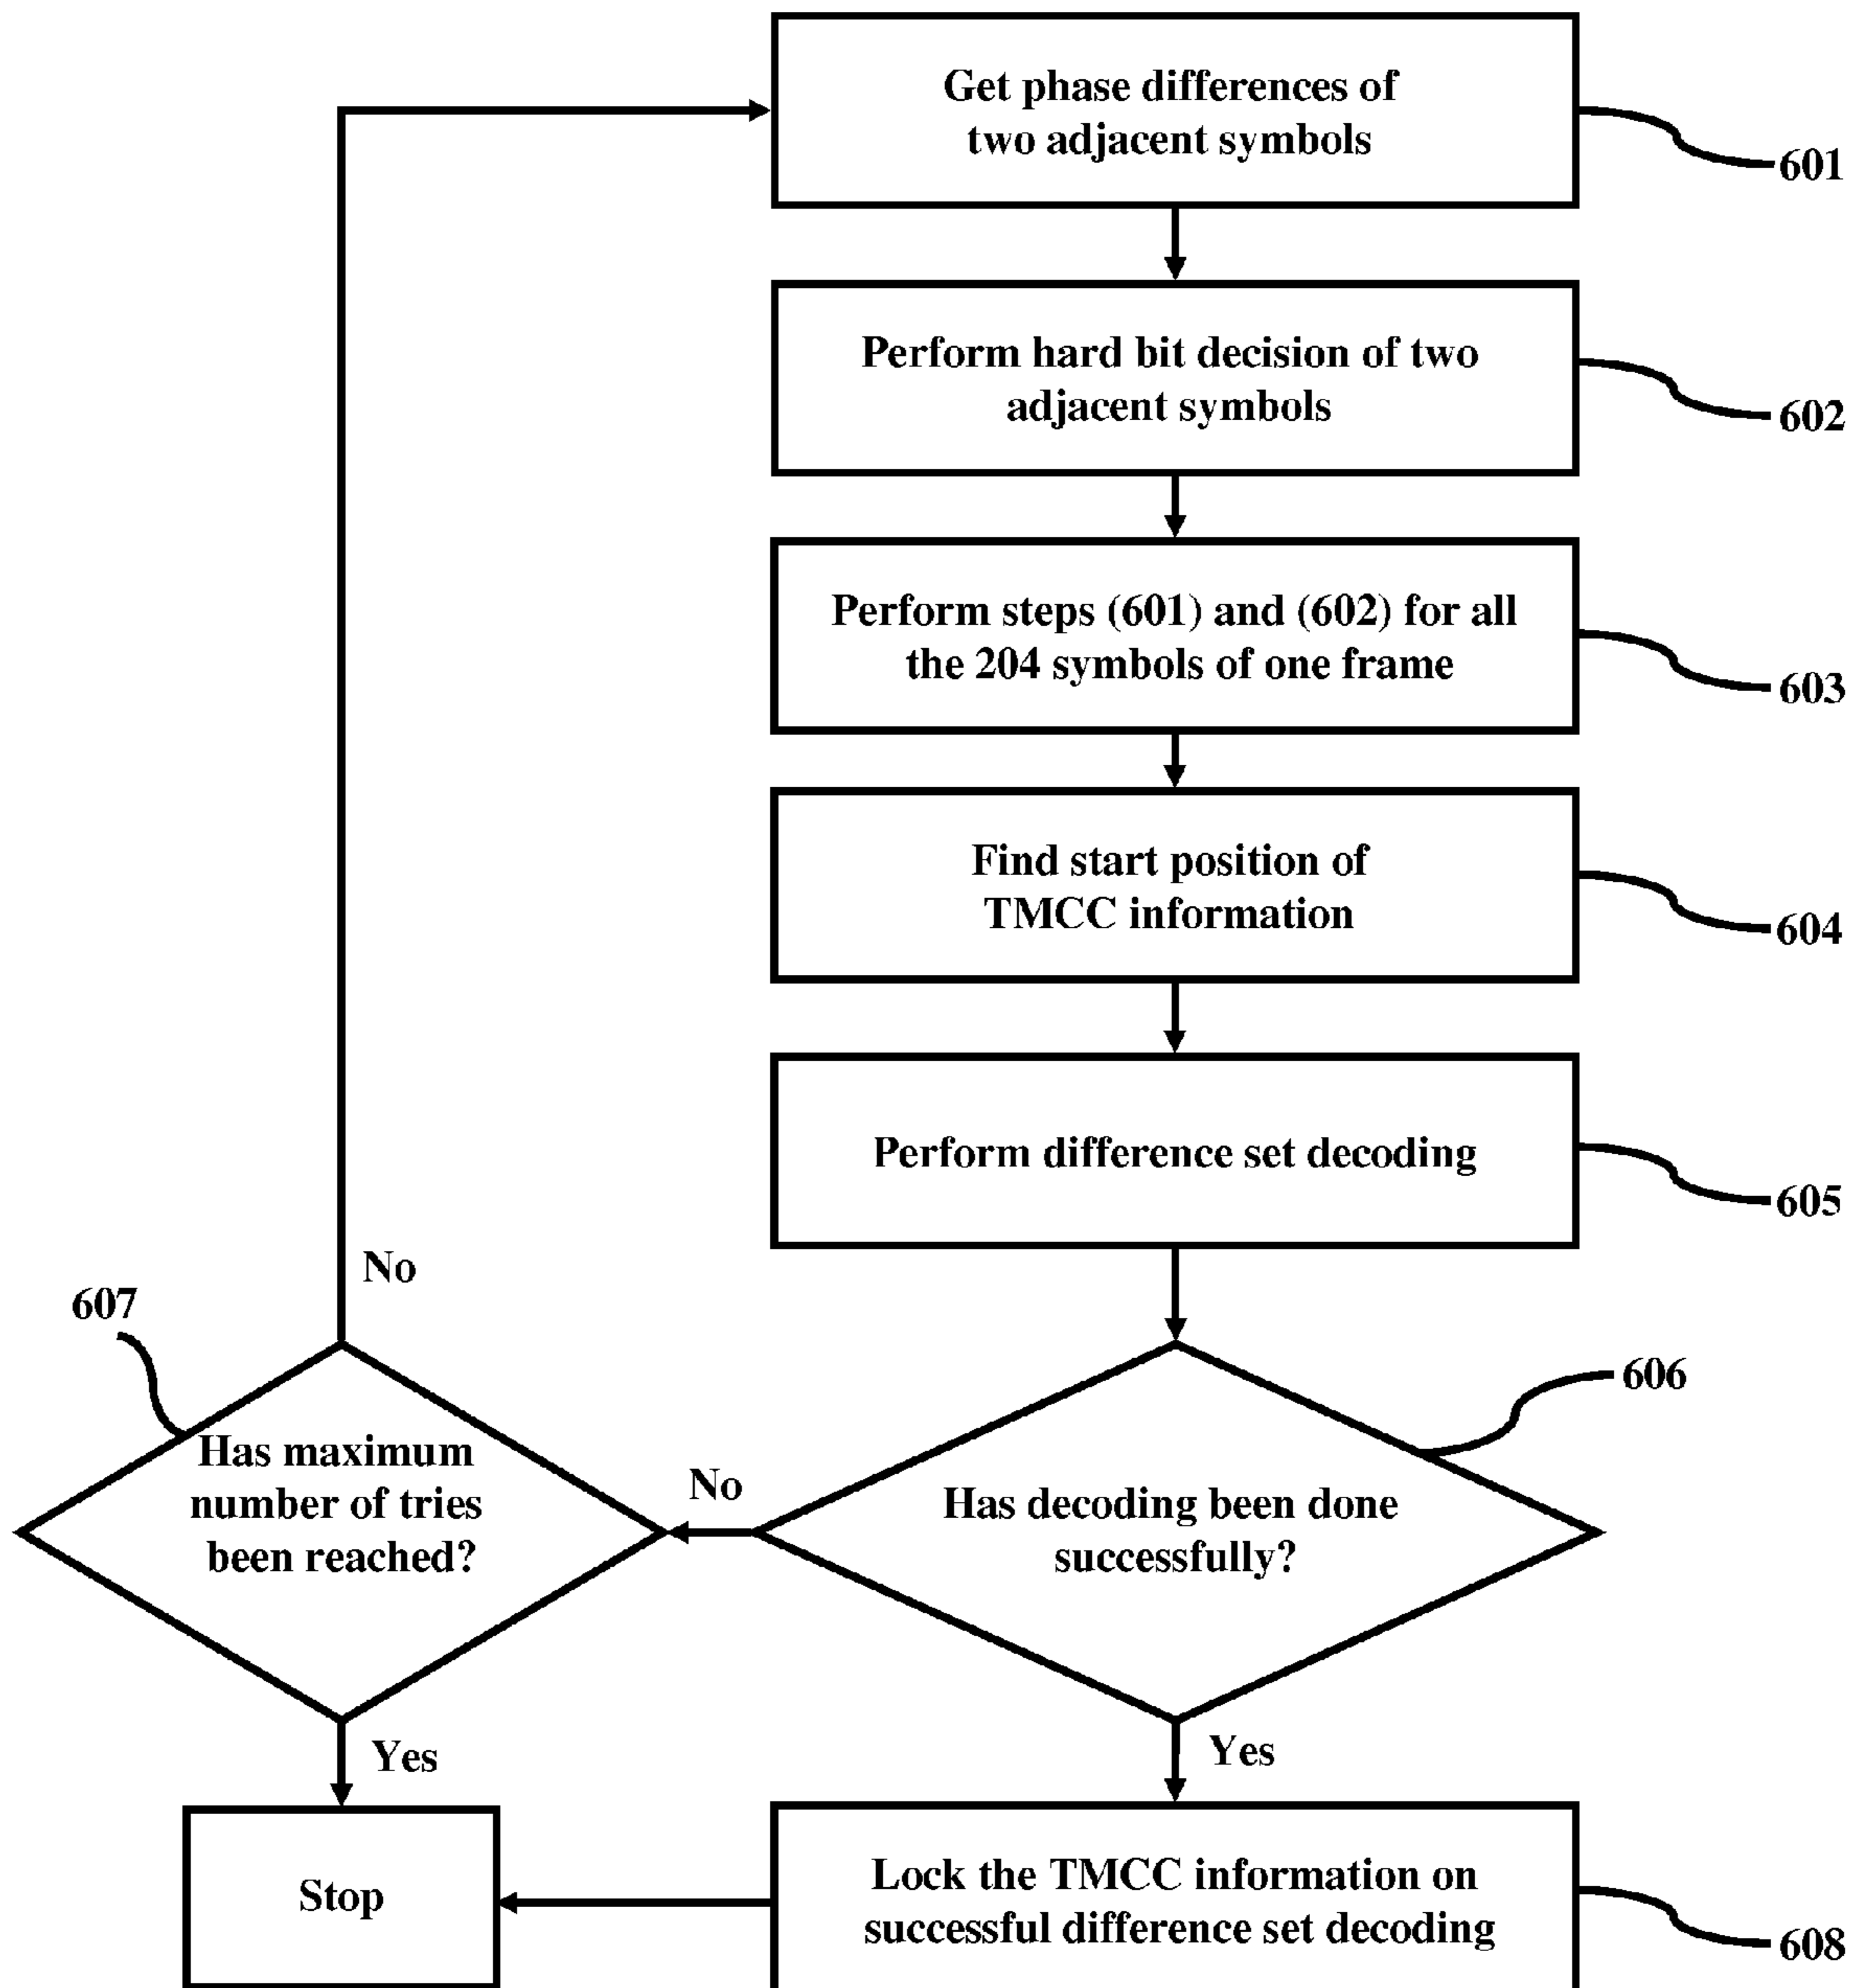 Get phase differences of
two adjacent symbols
601
Perform hard bit decision of two
adjacent symbols
602
Perform steps (601) and (602) for all
the 204 symbols of one frame
603
Find start position of
TMCC information
604
Perform difference set decoding
605
No
607
606
Has maximum
number of tries
been reached?
No
Has decoding been done
successfully?
Yes
Yes
Stop
Lock the TMCC information on
successful difference set decoding
608